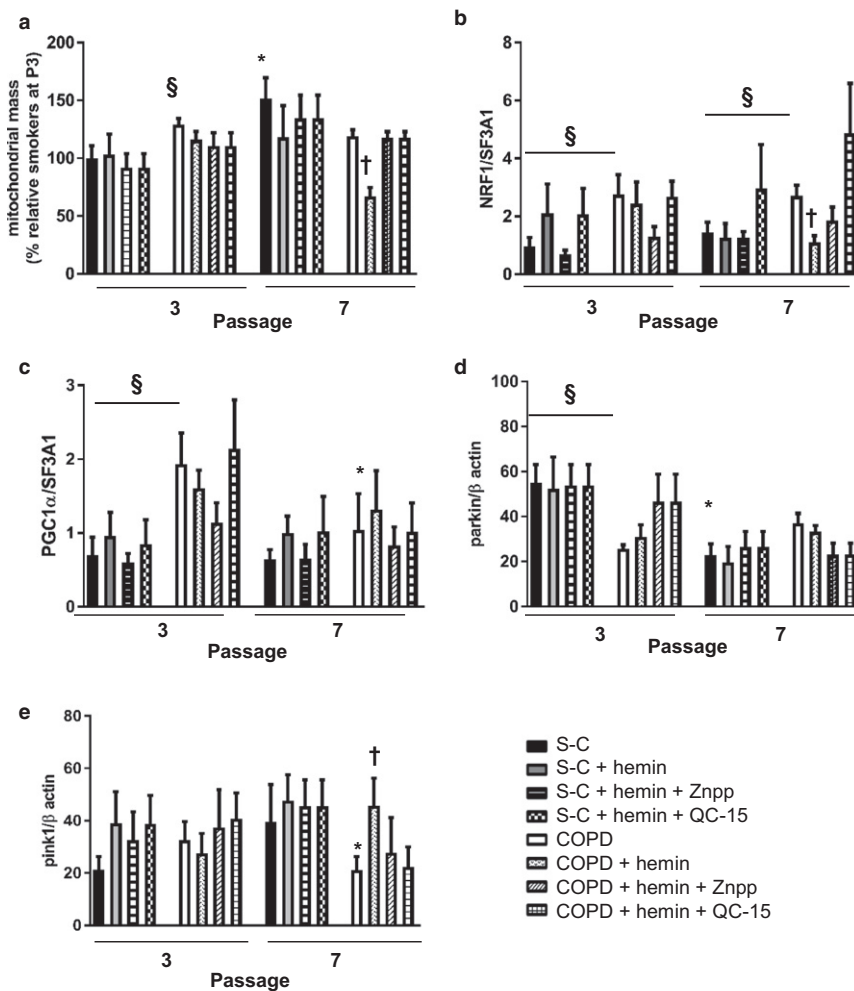 a
mitochondrial mass
(% relative smokers at P3)
200
150
100
50
0
§
*
†
3
7
Passage
b
NRF1/SF3A1
8
6
4
2
0
§
§
†
3
7
Passage
c
PGC1α/SF3A1
3
2
1
0
§
*
3
7
Passage
d
parkin/β actin
100
80
60
40
20
0
§
*
3
7
Passage
e
pink1/β actin
80
60
40
20
0
*
†
3
7
Passage
S-C
S-C + hemin
S-C + hemin + Znpp
S-C + hemin + QC-15
COPD
COPD + hemin
COPD + hemin + Znpp
COPD + hemin + QC-15